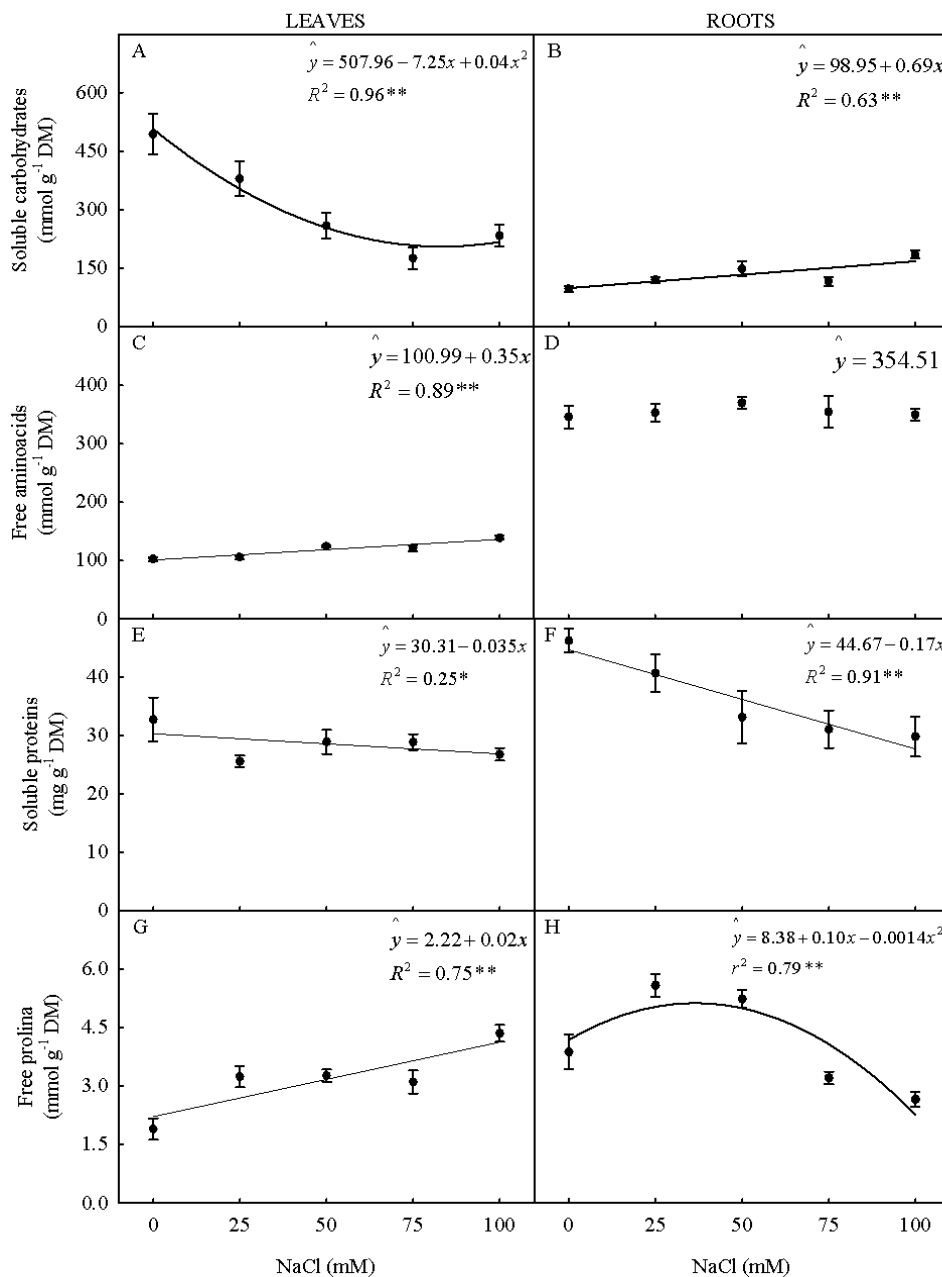 LEAVES
ROOTS
A
ŷ = 507.96 − 7.25x + 0.04x²
R² = 0.96 **
B
ŷ = 98.95 + 0.69x
R² = 0.63 **
Soluble carbohydrates
(mmol g⁻¹ DM)
600
450
300
150
0
C
ŷ = 100.99 + 0.35x
R² = 0.89 **
D
ŷ = 354.51
Free aminoacids
(mmol g⁻¹ DM)
400
300
200
100
0
E
ŷ = 30.31 − 0.035x
R² = 0.25 *
F
ŷ = 44.67 − 0.17x
R² = 0.91 **
Soluble proteins
(mg g⁻¹ DM)
40
30
20
10
0
G
ŷ = 2.22 + 0.02x
R² = 0.75 **
H
ŷ = 8.38 + 0.10x − 0.0014x²
r² = 0.79 **
Free prolina
(mmol g⁻¹ DM)
6.0
4.5
3.0
1.5
0.0
0 25 50 75 100
0 25 50 75 100
NaCl (mM)
NaCl (mM)